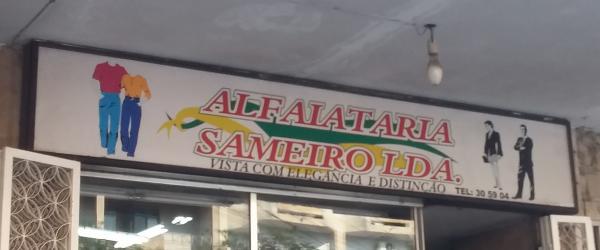 ALFAIATARIA
SAMEIRO LDA.
VISTA COM ELEGÂNCIA E DISTINÇÃO
TEL: 30 59 04